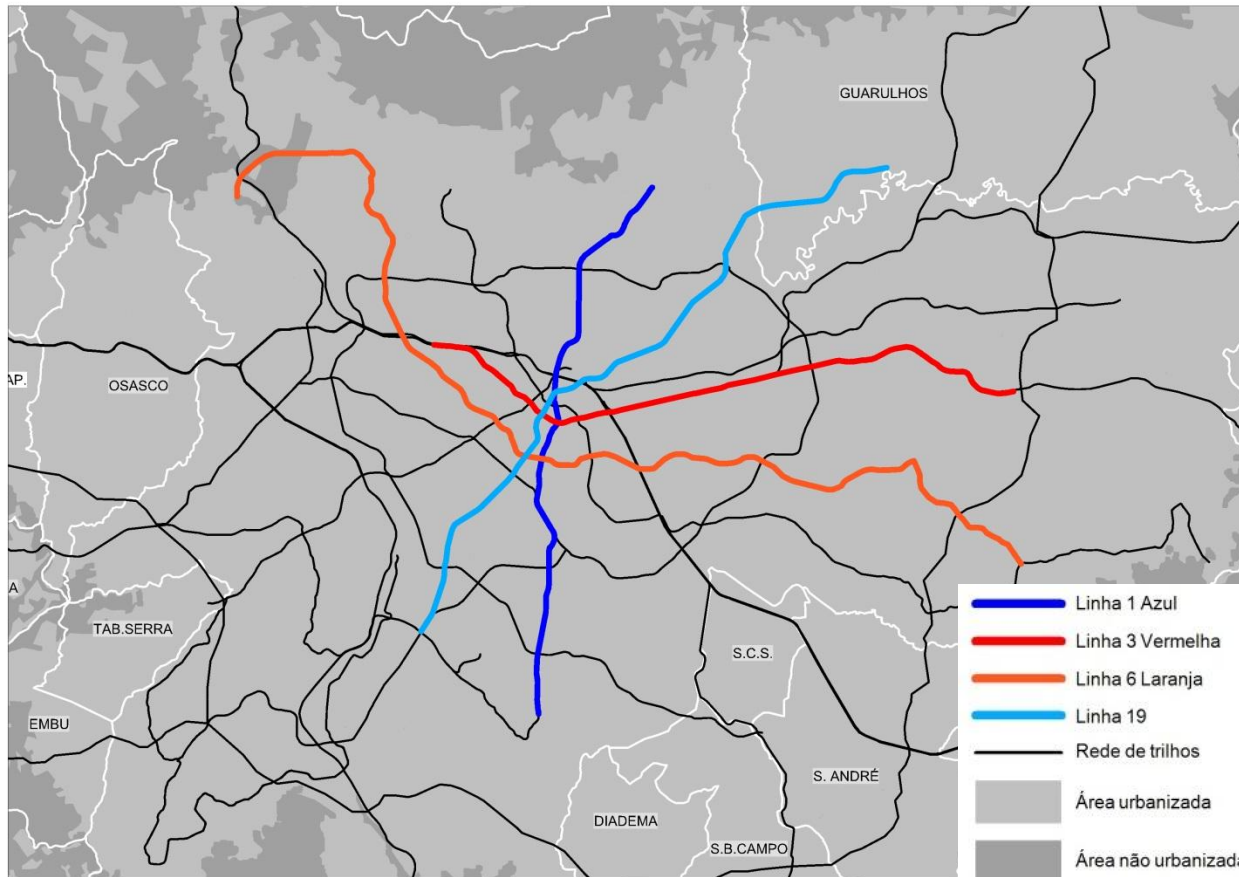 GUARULHOS
AP.
OSASCO
A
TAB.SERRA
S.C.S.
EMBU
S. ANDRÉ
DIADEMA
S.B.CAMPO
Linha 1 Azul
Linha 3 Vermelha
Linha 6 Laranja
Linha 19
Rede de trilhos
Área urbanizada
Área não urbanizada